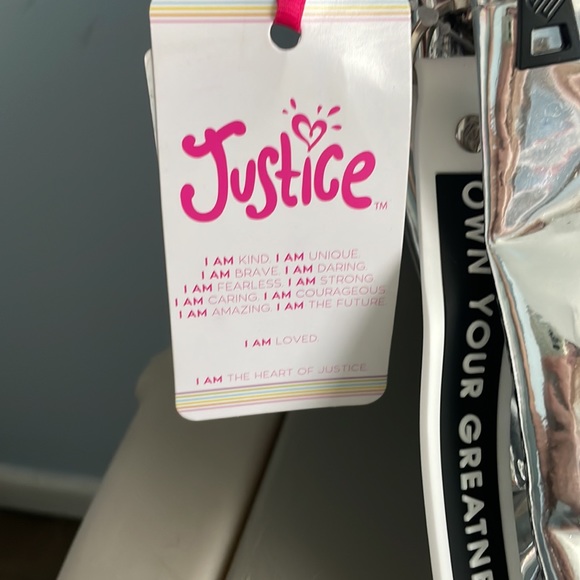 Justice
TM
I AM KIND. I AM UNIQUE.
I AM BRAVE. I AM DARING.
I AM FEARLESS. I AM STRONG.
I AM CARING. I AM COURAGEOUS.
I AM AMAZING. I AM THE FUTURE.
I AM LOVED.
I AM THE HEART OF JUSTICE
OWN YOUR GREATNE